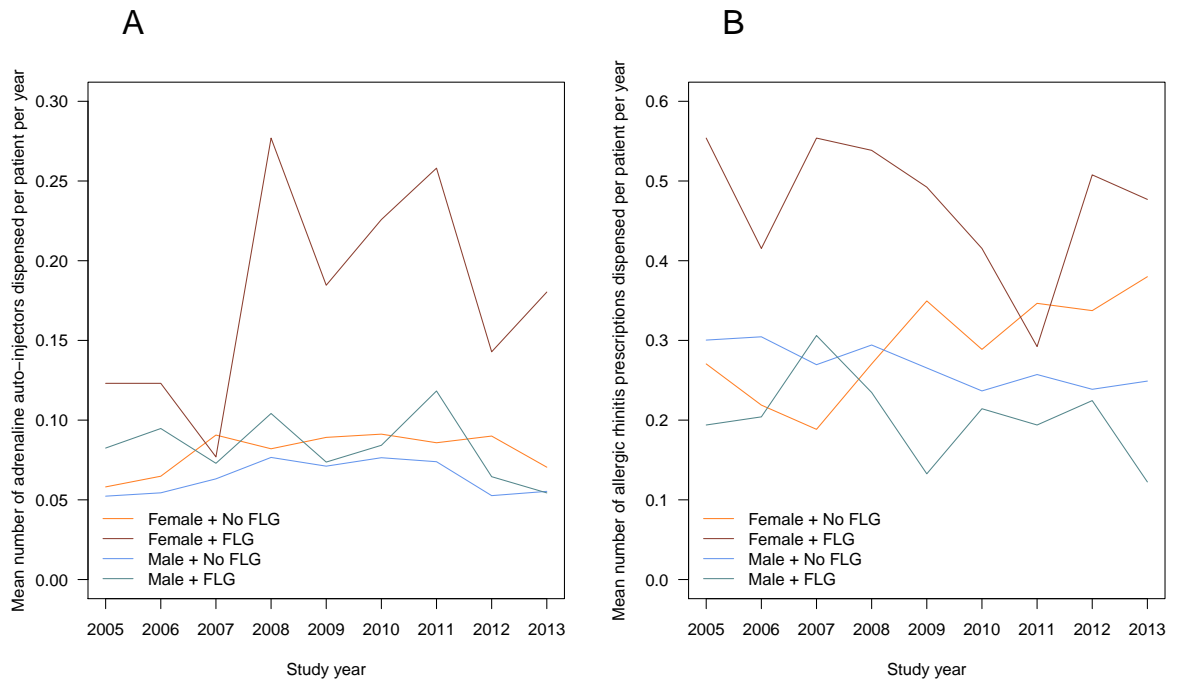 A
Mean number of adrenaline auto−injectors dispensed per patient per year
0.30
0.25
0.20
0.15
0.10
0.05
0.00
Female + No FLG
Female + FLG
Male + No FLG
Male + FLG
2005 2006 2007 2008 2009 2010 2011 2012 2013
Study year
B
Mean number of allergic rhinitis prescriptions dispensed per patient per year
0.6
0.5
0.4
0.3
0.2
0.1
0.0
Female + No FLG
Female + FLG
Male + No FLG
Male + FLG
2005 2006 2007 2008 2009 2010 2011 2012 2013
Study year